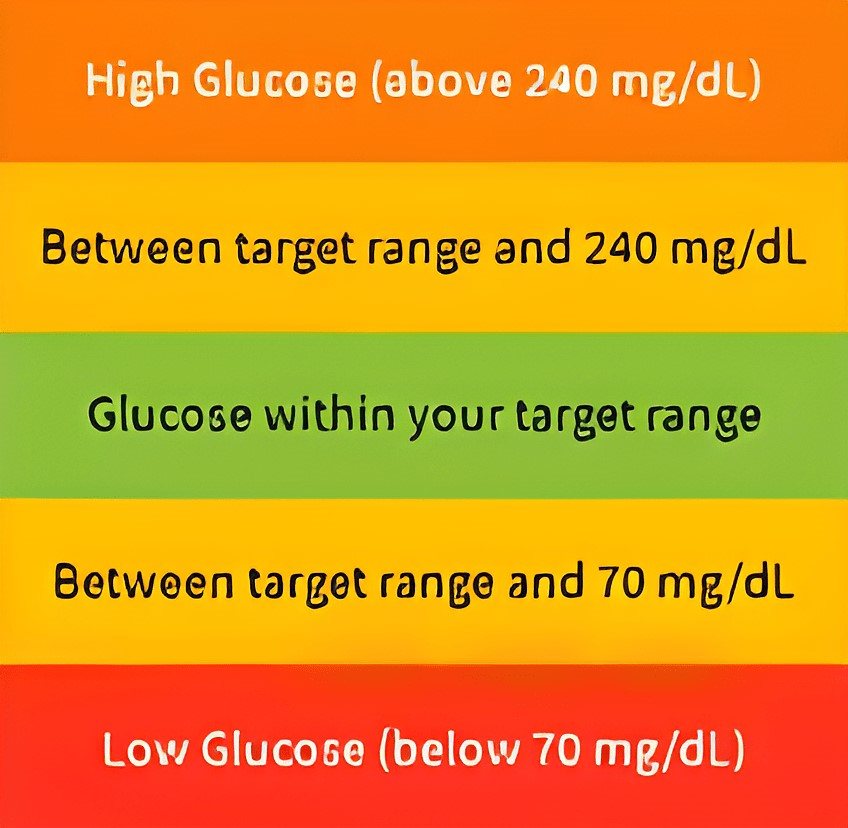 High Glucose (above 240 mg/dL)
Between target range and 240 mg/dL
Glucose within your target range
Between target range and 70 mg/dL
Low Glucose (below 70 mg/dL)